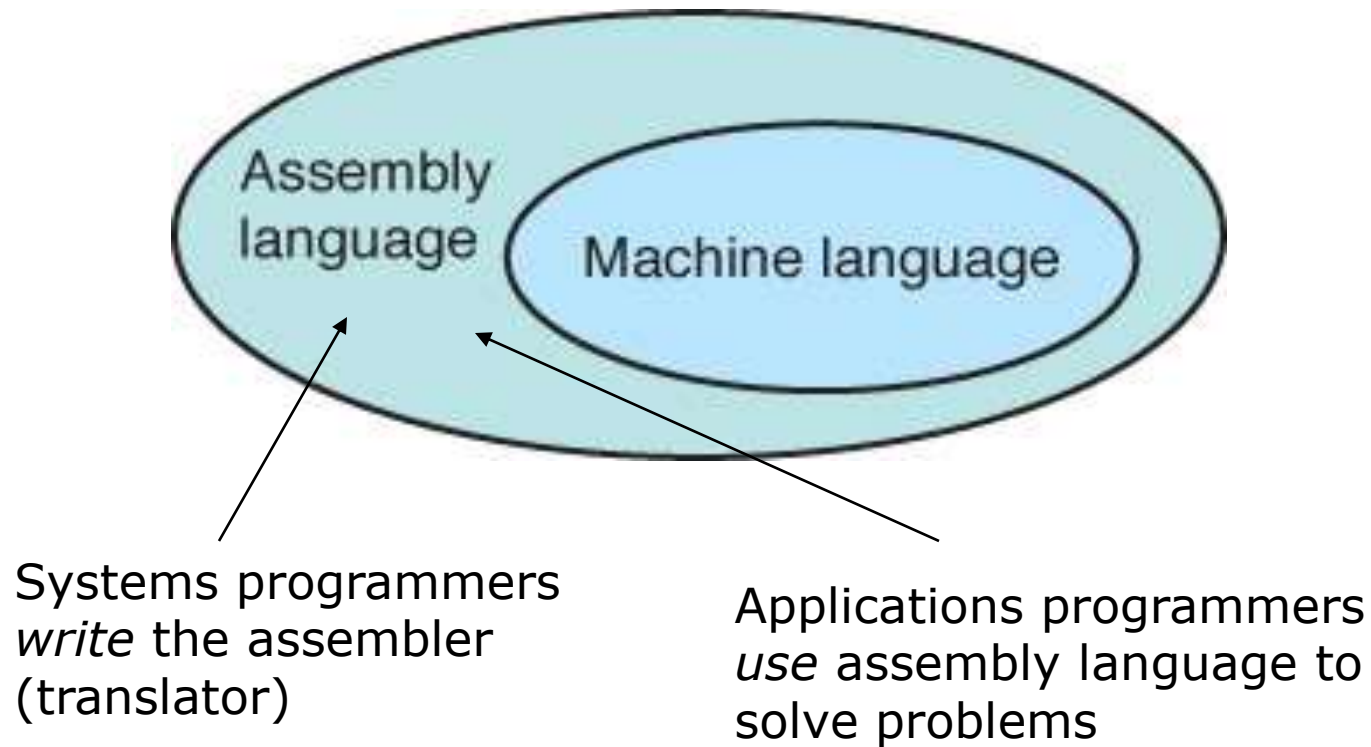 Assembly
language
Machine language
Systems programmers
write the assembler
(translator)
Applications programmers
use assembly language to
solve problems